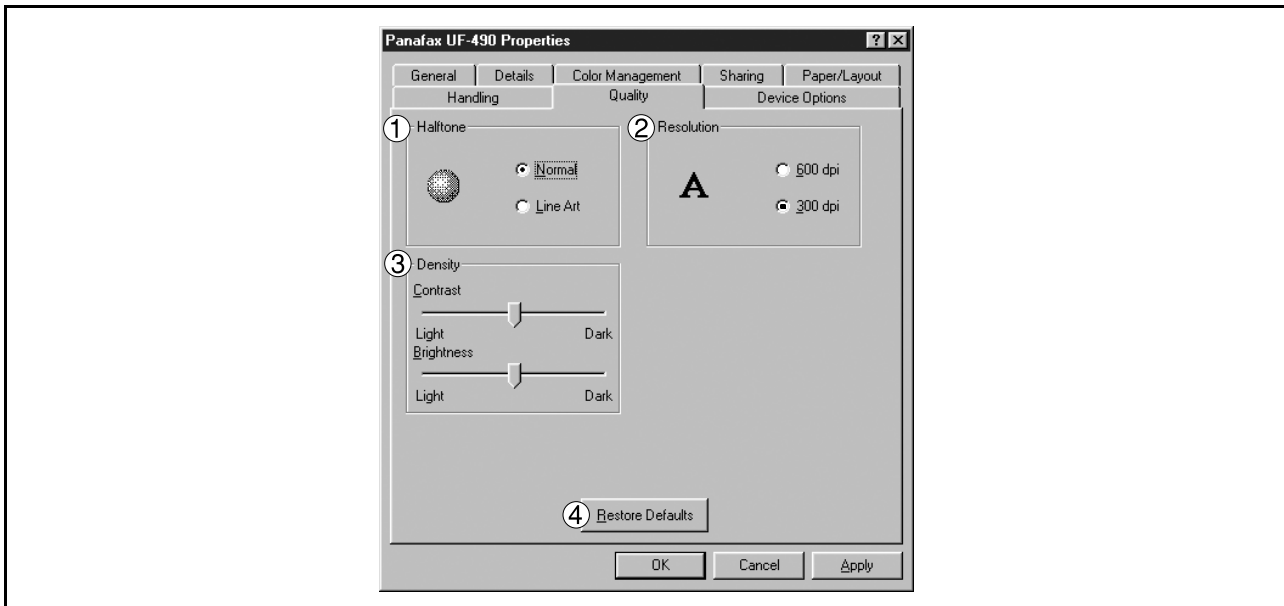 Panafax UF-490 Properties
General Details Color Management Sharing Paper/Layout
Handling Quality Device Options
1 Halftone
Normal
Line Art
2 Resolution
A
600 dpi
300 dpi
3 Density
Contrast
Light Dark
Brightness
Light Dark
4 Restore Defaults
OK Cancel Apply